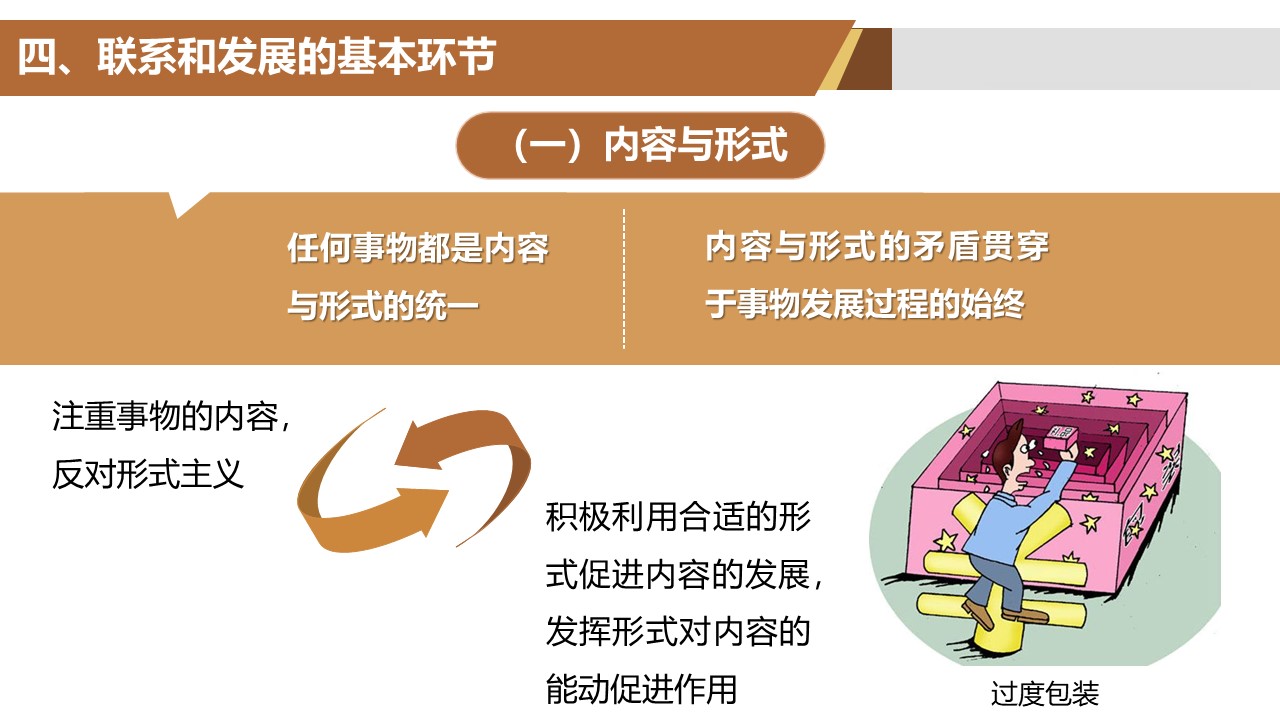 四、联系和发展的基本环节
（一）内容与形式
任何事物都是内容
与形式的统一
内容与形式的矛盾贯穿
于事物发展过程的始终
注重事物的内容，
反对形式主义
积极利用合适的形
式促进内容的发展，
发挥形式对内容的
能动促进作用
过度包装